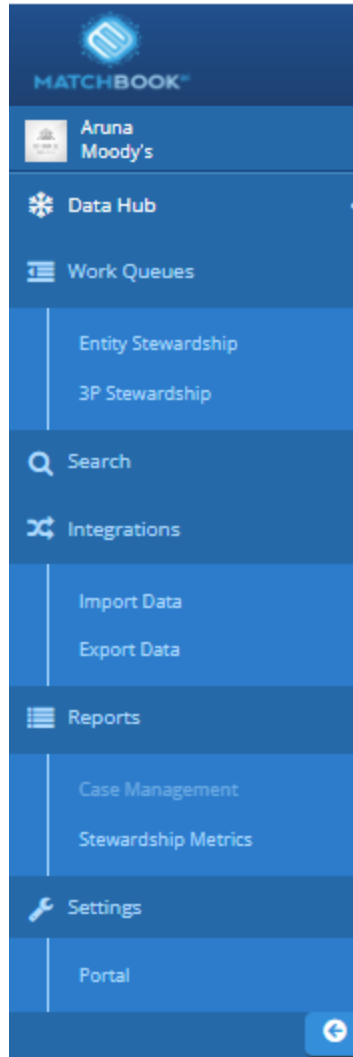 MATCHBOOK
Aruna
Moody's
Data Hub
Work Queues
Entity Stewardship
3P Stewardship
Search
Integrations
Import Data
Export Data
Reports
Case Management
Stewardship Metrics
Settings
Portal